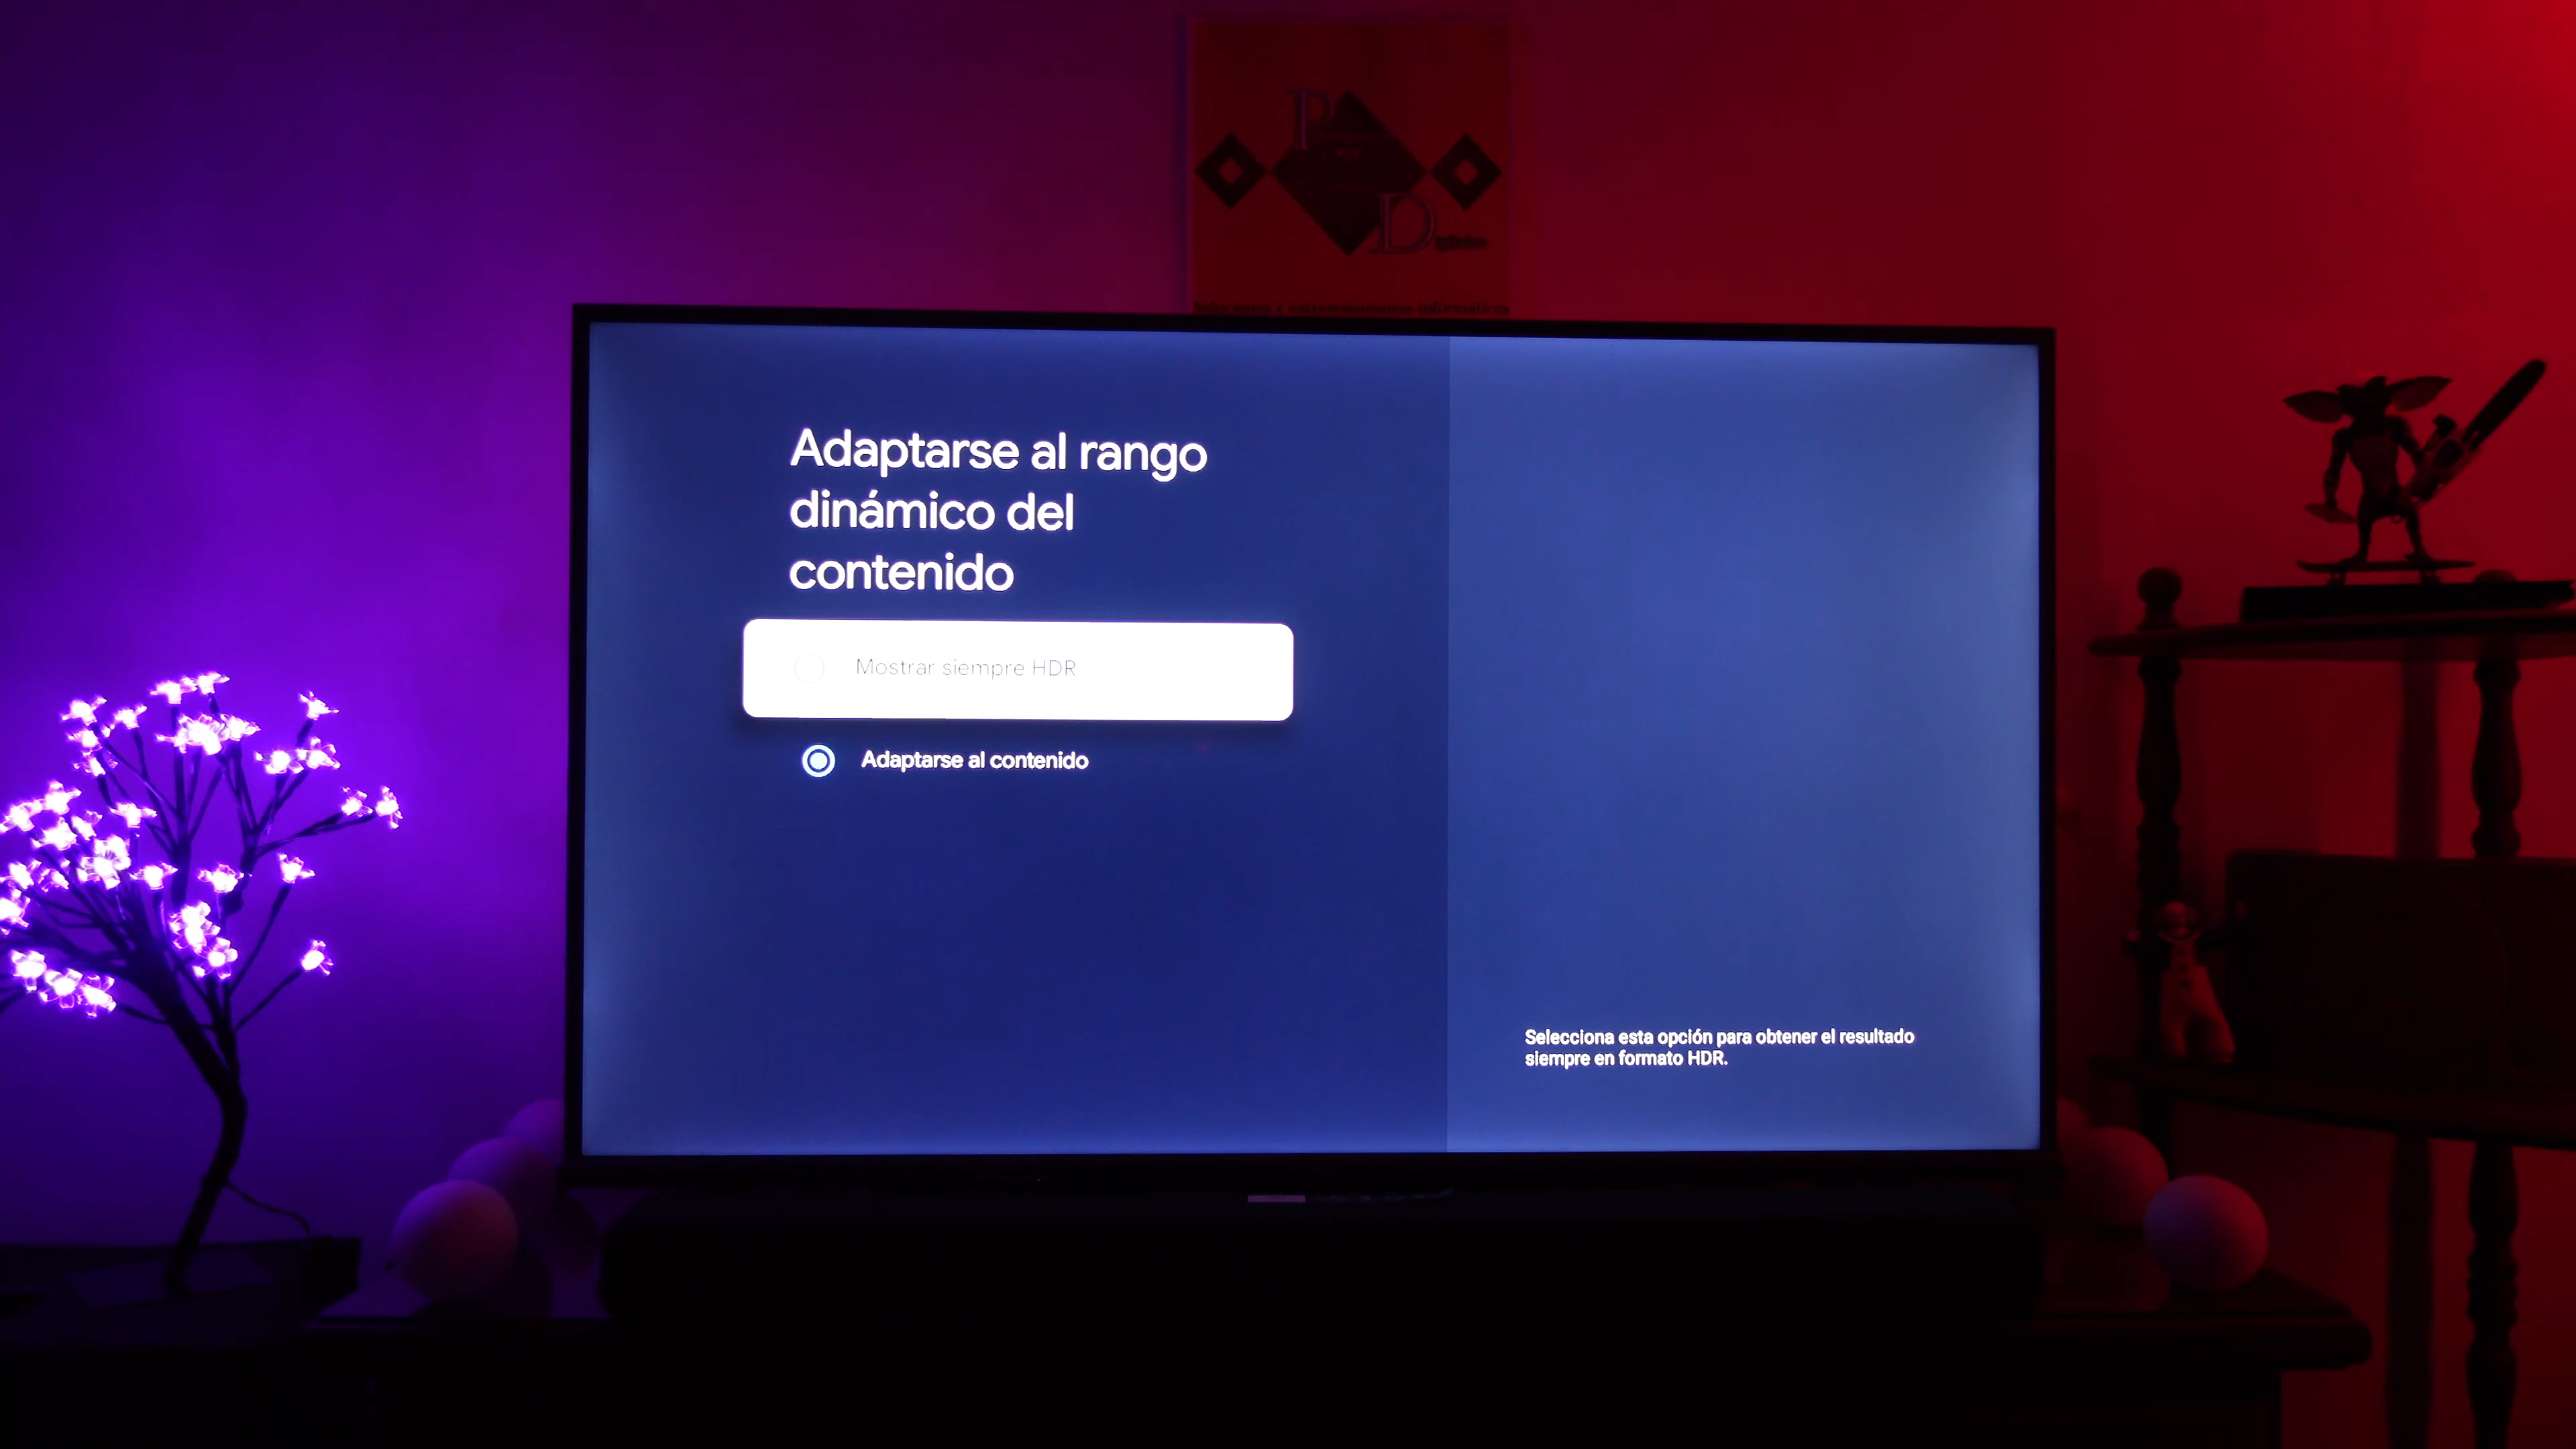 P
D
Adaptarse al rango
dinámico del
contenido
Mostrar siempre HDR
Adaptarse al contenido
Selecciona esta opción para obtener el resultado
siempre en formato HDR.